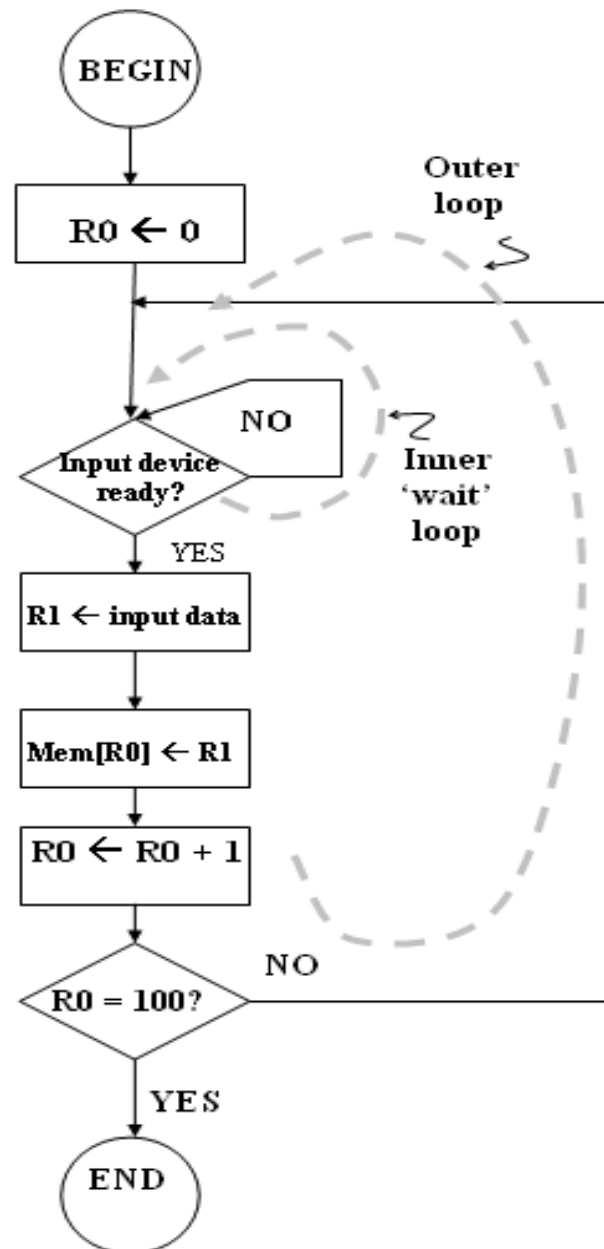 BEGIN
R0 ← 0
Outer
loop
NO
Input device
ready?
Inner
‘wait’
loop
YES
R1 ← input data
Mem[R0] ← R1
R0 ← R0 + 1
NO
R0 = 100?
YES
END